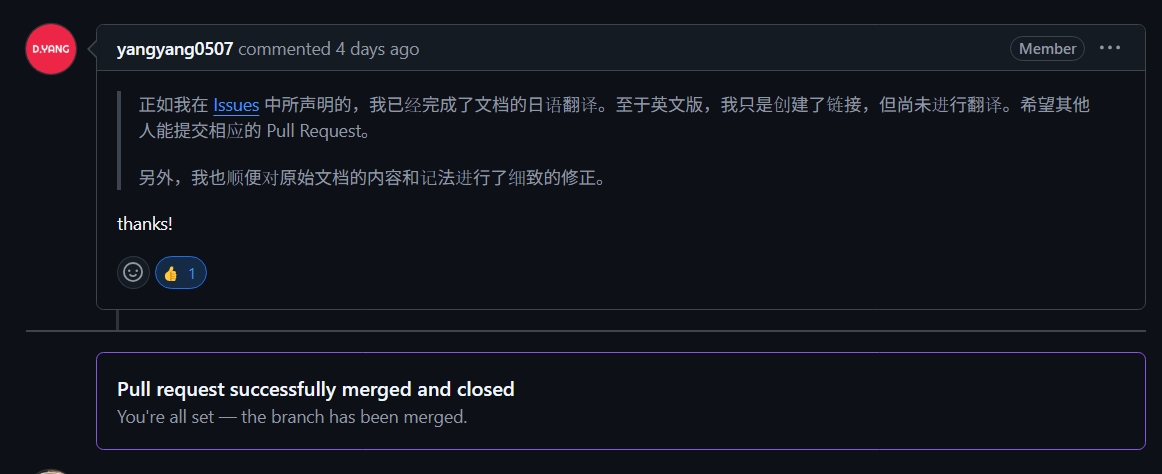 D.YANG
yangyang0507 commented 4 days ago
Member
正如我在 Issues 中所声明的，我已经完成了文档的日语翻译。至于英文版，我只是创建了链接，但尚未进行翻译。希望其他
人能提交相应的 Pull Request。
另外，我也顺便对原始文档的内容和记法进行了细致的修正。
thanks!
👍 1
Pull request successfully merged and closed
You're all set — the branch has been merged.